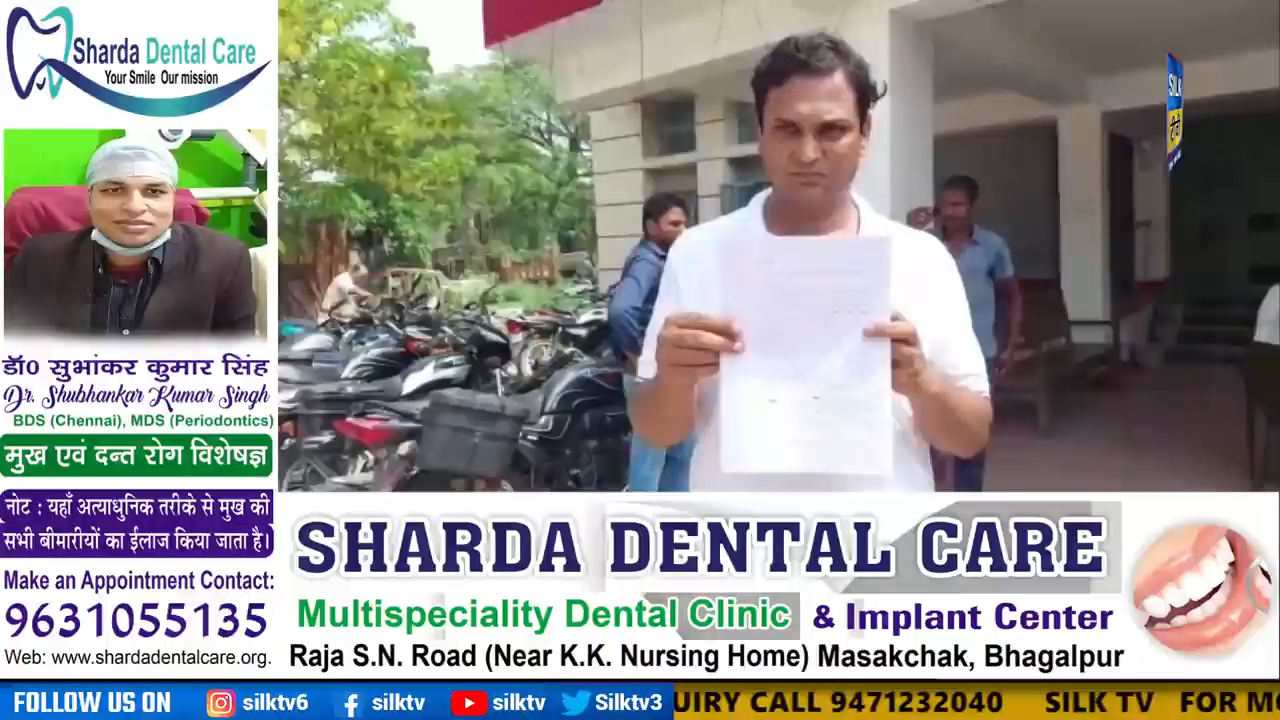 Sharda Dental Care
Your Smile Our mission
डॉ0 सुभांकर कुमार सिंह
Dr. Shubhankar Kumar Singh
BDS (Chennai), MDS (Periodontics)
मुख एवं दन्त रोग विशेषज्ञ
नोट : यहाँ अत्याधुनिक तरीके से मुख की
सभी बीमारीयों का ईलाज किया जाता है।
Make an Appointment Contact:
9631055135
Web: www.shardadentalcare.org.
SILK
टीवी
SHARDA DENTAL CARE
Multispeciality Dental Clinic & Implant Center
Raja S.N. Road (Near K.K. Nursing Home) Masakchak, Bhagalpur
FOLLOW US ON silktv6 silktv silktv Silktv3 UIRY CALL 9471232040 SILK TV FOR M